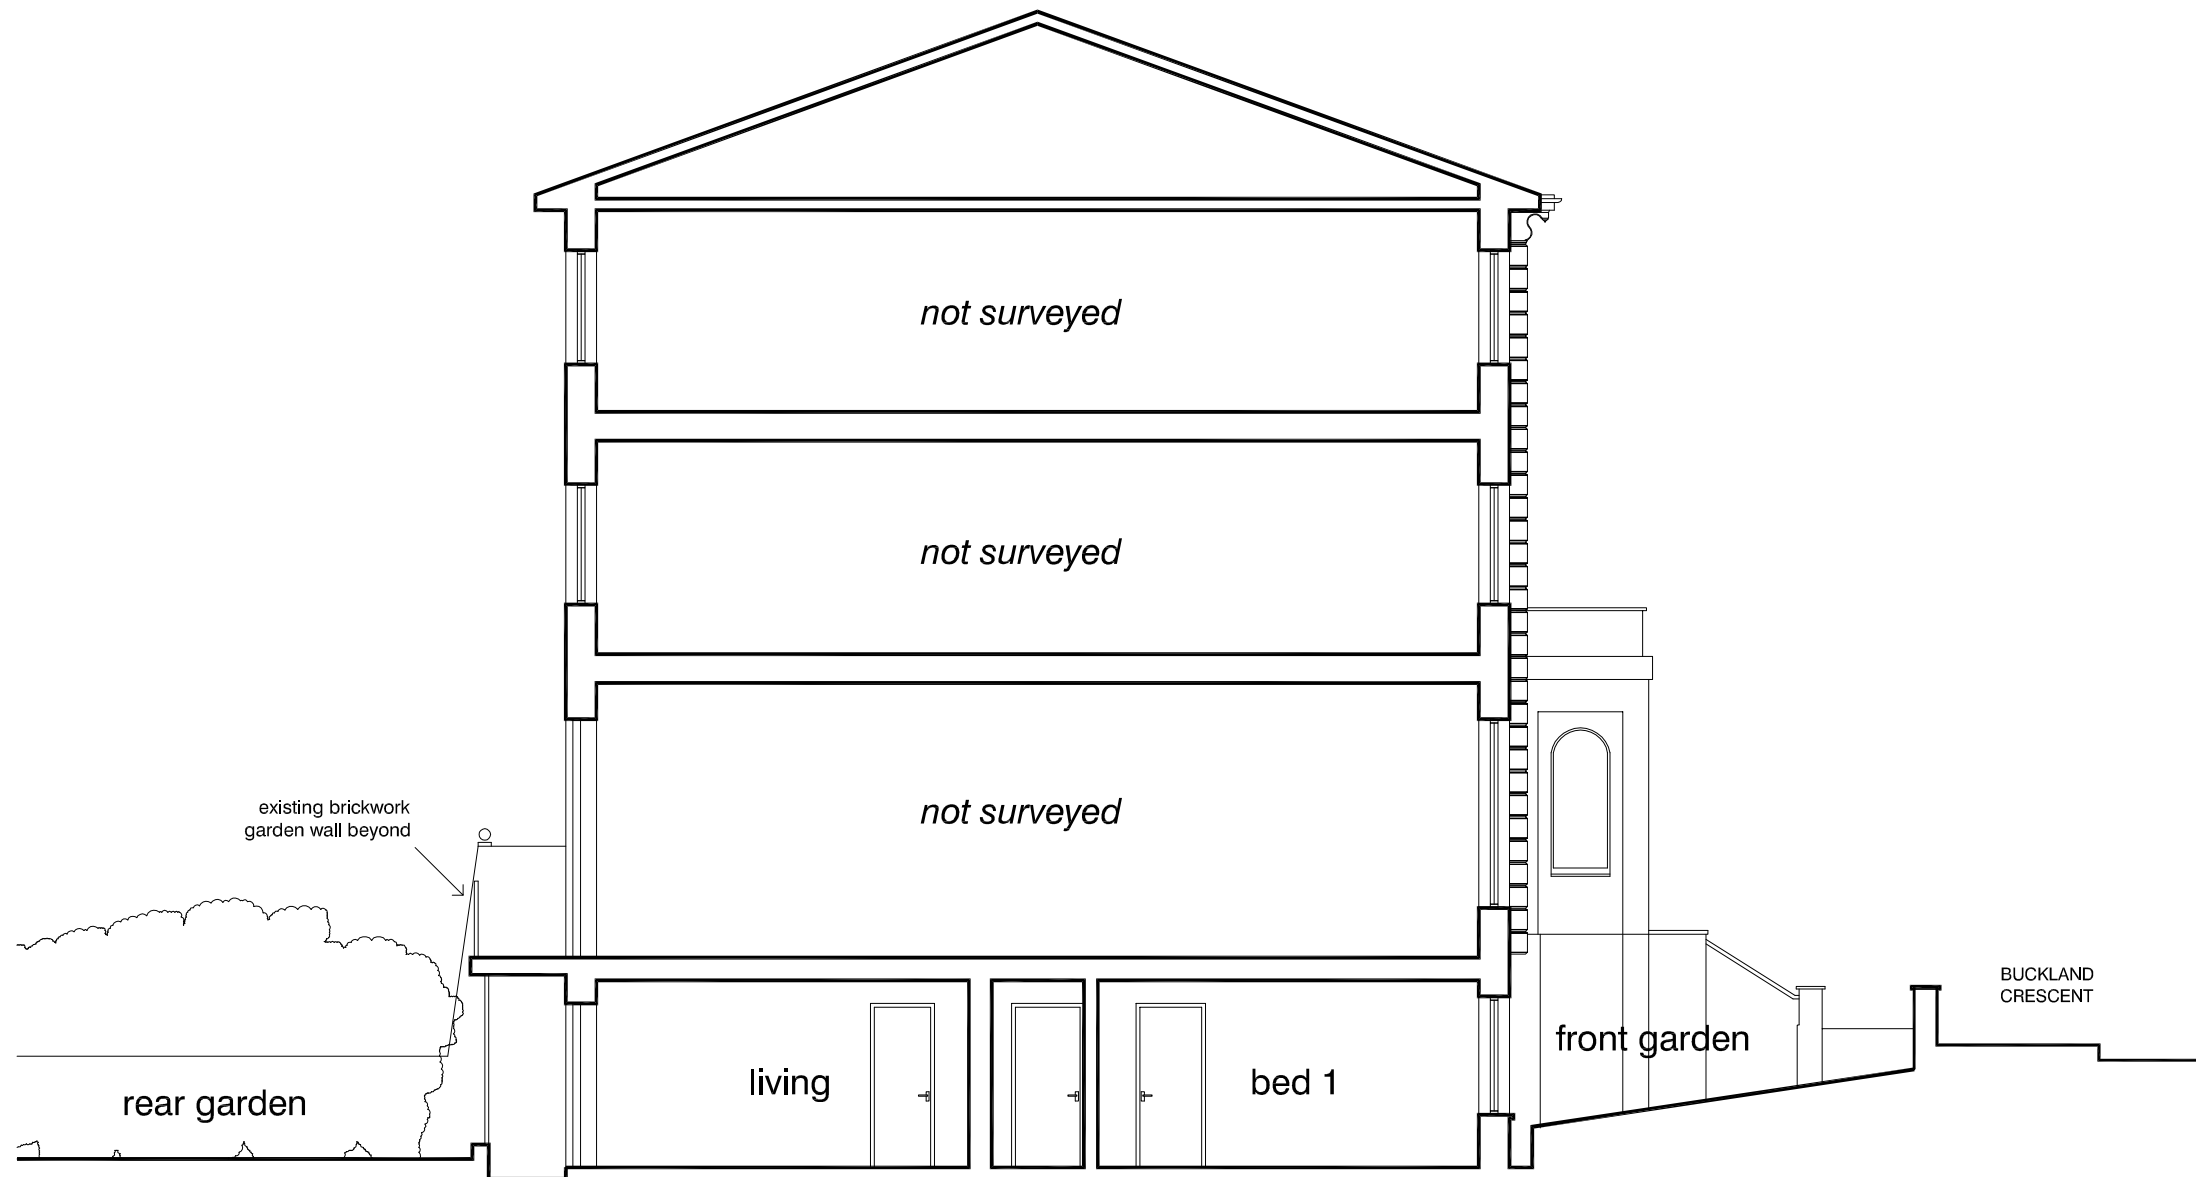 not surveyed
not surveyed
not surveyed
existing brickwork
garden wall beyond
BUCKLAND
CRESCENT
front garden
living
bed 1
rear garden